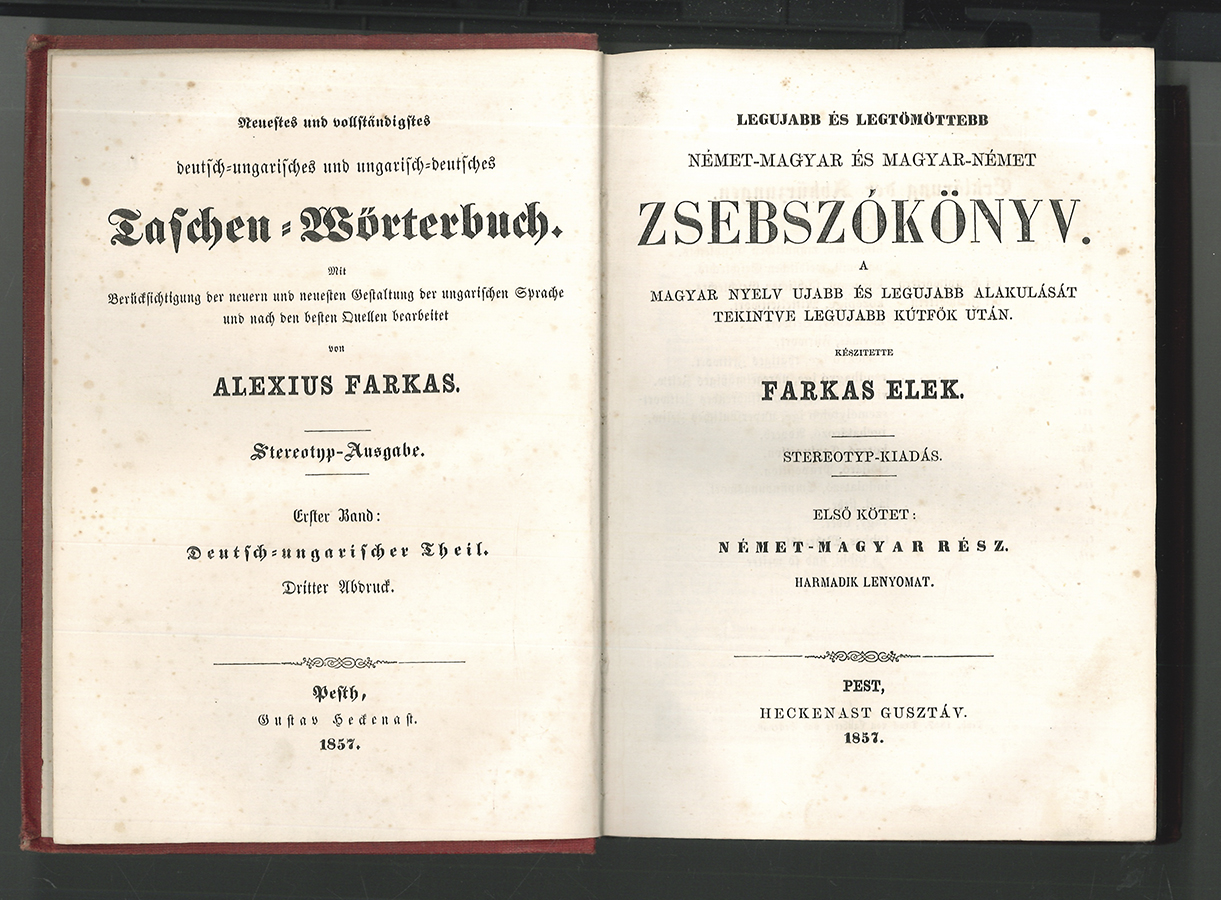 Neuestes und vollständigstes
deutsch-ungarisches und ungarisch-deutsches
Taschen-Wörterbuch.
Mit
Berücksichtigung der neuern und neuesten Gestaltung der ungarischen Sprache
und nach den besten Quellen bearbeitet
von
ALEXIUS FARKAS.
Stereotyp-Ausgabe.
Erster Band:
Deutsch-ungarischer Theil.
Dritter Abdruck.
Pesth,
Gustav Heckenast.
1857.
LEGUJABB ÉS LEGTÖMÖTTEBB
NÉMET-MAGYAR ÉS MAGYAR-NÉMET
ZSEBSZÓKÖNYV.
A
MAGYAR NYELV UJABB ÉS LEGUJABB ALAKULÁSÁT
TEKINTVE LEGUJABB KÚTFŐK UTÁN.
KÉSZITETTE
FARKAS ELEK.
STEREOTYP-KIADÁS.
ELSŐ KÖTET:
NÉMET-MAGYAR RÉSZ.
HARMADIK LENYOMAT.
PEST,
HECKENAST GUSZTÁV.
1857.